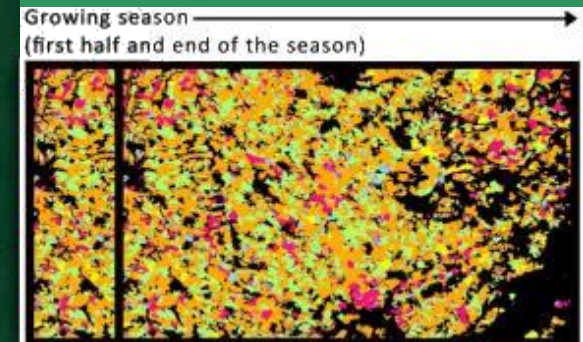 Growing season
(first half and end of the season)